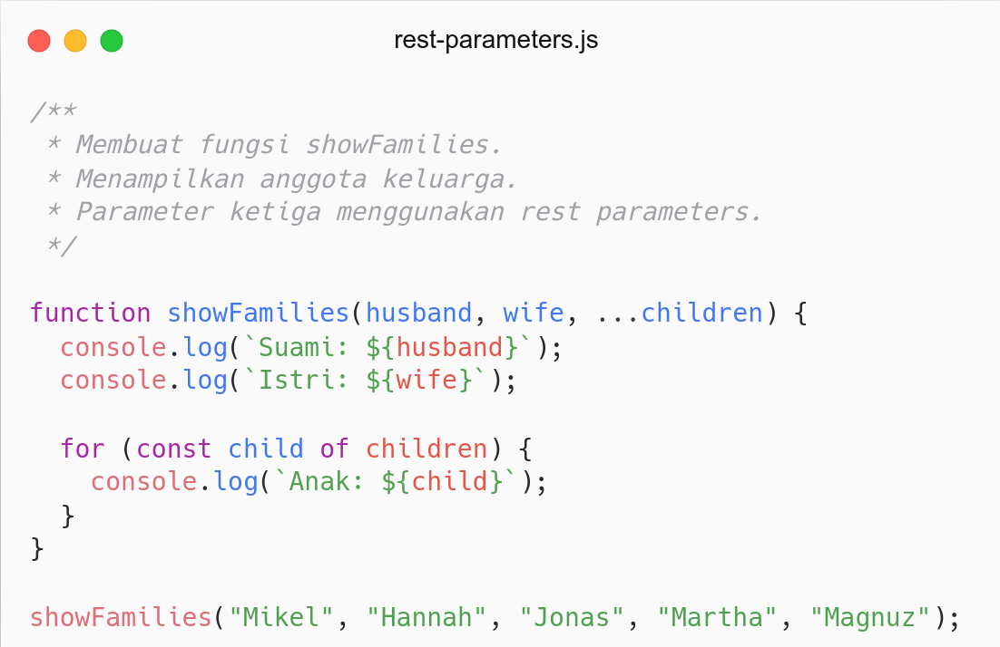 rest-parameters.js
/**
 * Membuat fungsi showFamilies.
 * Menampilkan anggota keluarga.
 * Parameter ketiga menggunakan rest parameters.
 */
function showFamilies(husband, wife, ...children) {
  console.log(`Suami: ${husband}`);
  console.log(`Istri: ${wife}`);
  for (const child of children) {
    console.log(`Anak: ${child}`);
  }
}
showFamilies("Mikel", "Hannah", "Jonas", "Martha", "Magnuz");